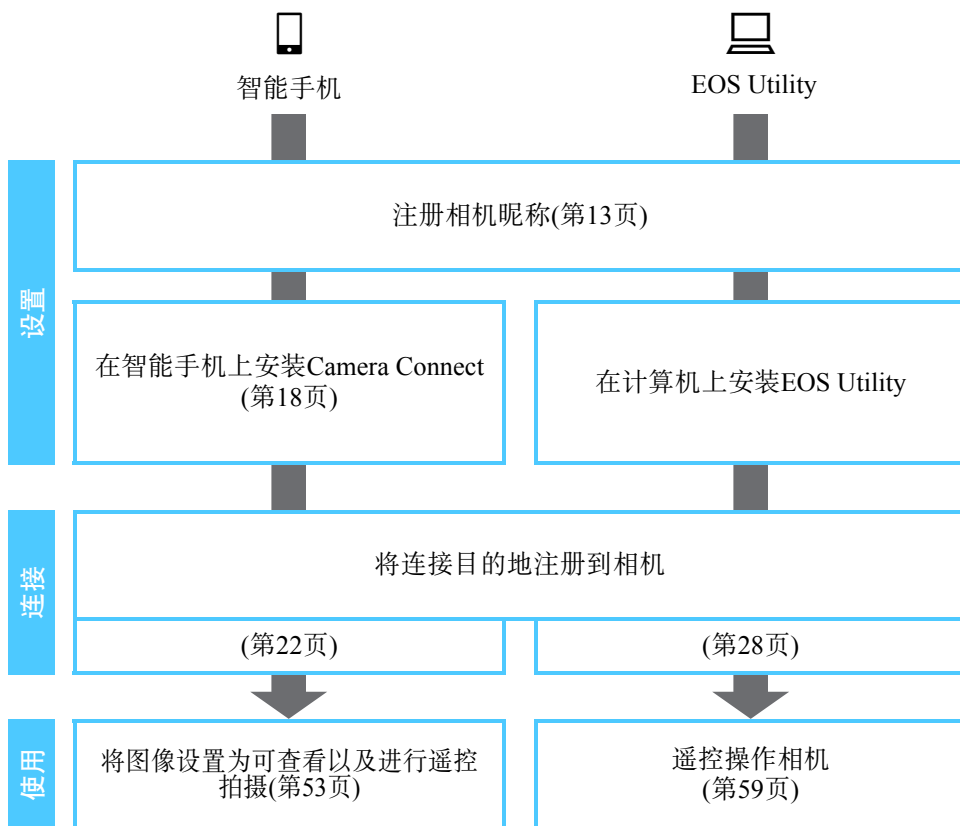 智能手机
EOS Utility
设置
注册相机昵称(第13页)
在智能手机上安装Camera Connect
(第18页)
在计算机上安装EOS Utility
连接
将连接目的地注册到相机
(第22页)
(第28页)
使用
将图像设置为可查看以及进行遥控
拍摄(第53页)
遥控操作相机
(第59页)